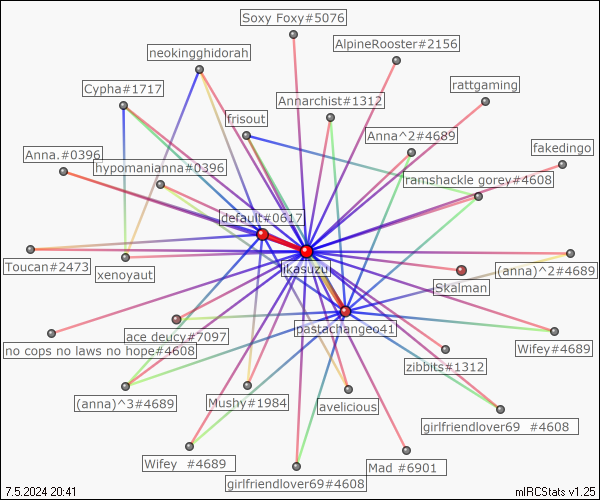 Soxy Foxy#5076
AlpineRooster#2156
neokingghidorah
rattgaming
Cypha#1717
Annarchist#1312
frisout
Anna^2#4689
fakedingo
Anna.#0396
hypomanianna#0396
ramshackle gorey#4608
default#0617
Toucan#2473
xenoyaut
ikasuzu
(anna)^2#4689
Skalman
pastachangeo41
ace deucy#7097
no cops no laws no hope#4608
Wifey#4689
zibbits#1312
(anna)^3#4689
Mushy#1984
avelicious
girlfriendlover69 #4608
Wifey #4689
Mad #6901
girlfriendlover69#4608
7.5.2024 20:41
mIRCStats v1.25